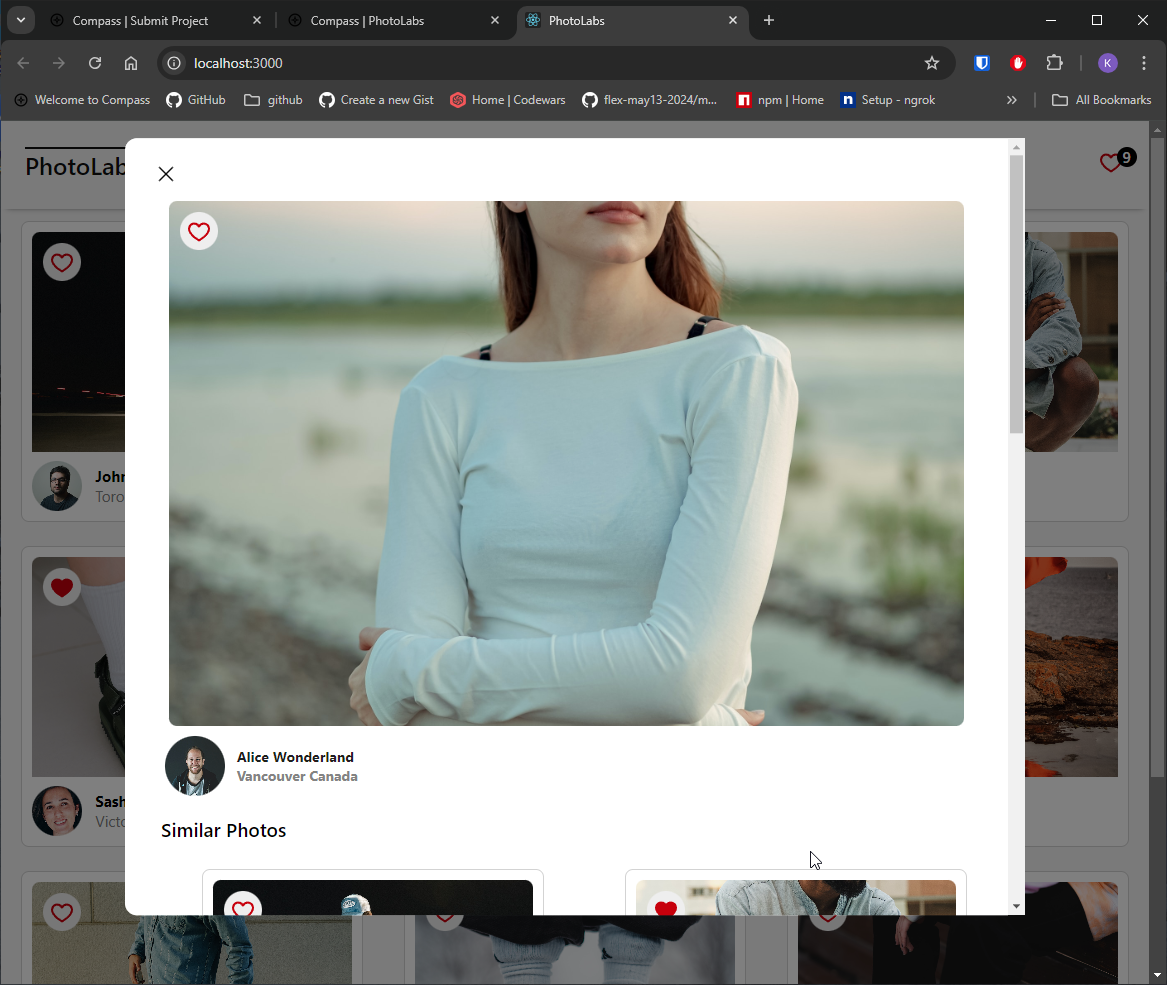 Compass | Submit Project
Compass | PhotoLabs
PhotoLabs
localhost:3000
K
Welcome to Compass
GitHub
github
Create a new Gist
Home | Codewars
flex-may13-2024/m...
npm | Home
Setup - ngrok
All Bookmarks
PhotoLab
9
John
Toro
Sash
Victo
Alice Wonderland
Vancouver Canada
Similar Photos